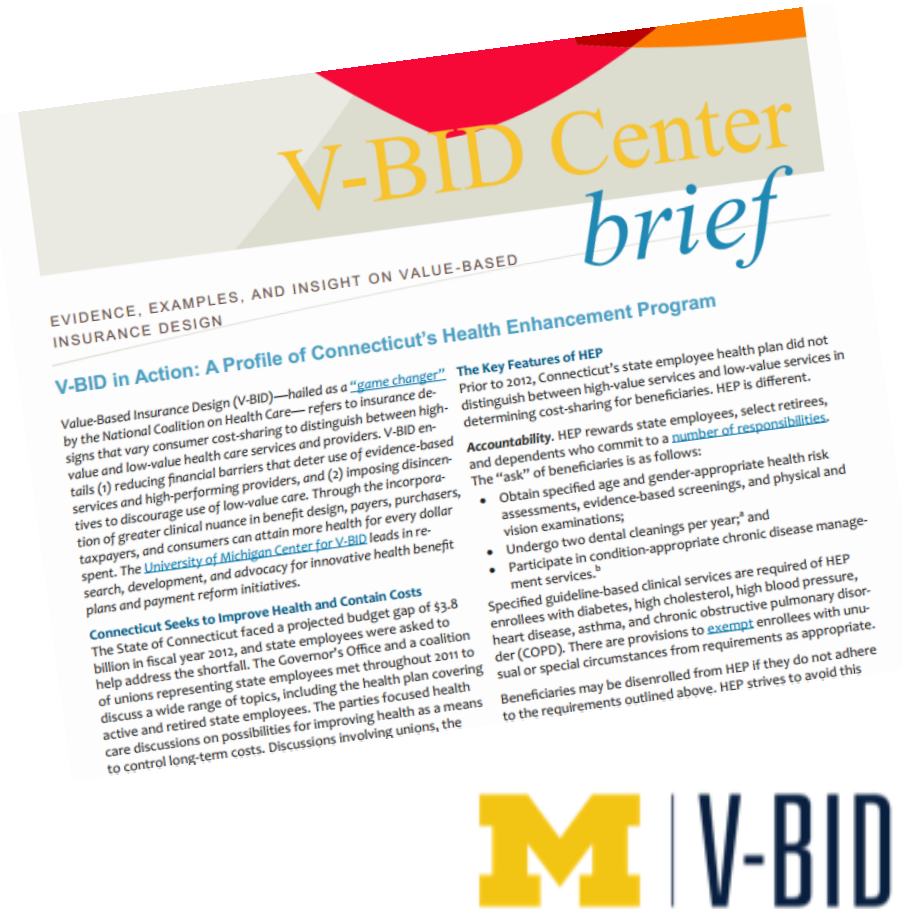 V-BID Center
brief
EVIDENCE, EXAMPLES, AND INSIGHT ON VALUE-BASED
INSURANCE DESIGN
V-BID in Action: A Profile of Connecticut's Health Enhancement Program
Value-Based Insurance Design (V-BID)—hailed as a “game changer”
by the National Coalition on Health Care— refers to insurance de-
signs that vary consumer cost-sharing to distinguish between high-
value and low-value health care services and providers. V-BID en-
tails (1) reducing financial barriers that deter use of evidence-based
services and high-performing providers, and (2) imposing disincen-
tives to discourage use of low-value care. Through the incorpora-
tion of greater clinical nuance in benefit design, payers, purchasers,
taxpayers, and consumers can attain more health for every dollar
spent. The University of Michigan Center for V-BID leads in re-
search, development, and advocacy for innovative health benefit
plans and payment reform initiatives.
Connecticut Seeks to Improve Health and Contain Costs
The State of Connecticut faced a projected budget gap of $3.8
billion in fiscal year 2012, and state employees were asked to
help address the shortfall. The Governor's Office and a coalition
of unions representing state employees met throughout 2011 to
discuss a wide range of topics, including the health plan covering
active and retired state employees. The parties focused health
care discussions on possibilities for improving health as a means
to control long-term costs. Discussions involving unions, the
The Key Features of HEP
Prior to 2012, Connecticut's state employee health plan did not
distinguish between high-value services and low-value services in
determining cost-sharing for beneficiaries. HEP is different.
Accountability. HEP rewards state employees, select retirees,
and dependents who commit to a number of responsibilities.
The “ask” of beneficiaries is as follows:
• Obtain specified age and gender-appropriate health risk
assessments, evidence-based screenings, and physical and
vision examinations;
• Undergo two dental cleanings per year;ª and
• Participate in condition-appropriate chronic disease manage-
ment services.ᵇ
Specified guideline-based clinical services are required of HEP
enrollees with diabetes, high cholesterol, high blood pressure,
heart disease, asthma, and chronic obstructive pulmonary disor-
der (COPD). There are provisions to exempt enrollees with unu-
sual or special circumstances from requirements as appropriate.
Beneficiaries may be disenrolled from HEP if they do not adhere
to the requirements outlined above. HEP strives to avoid this
M | V-BID